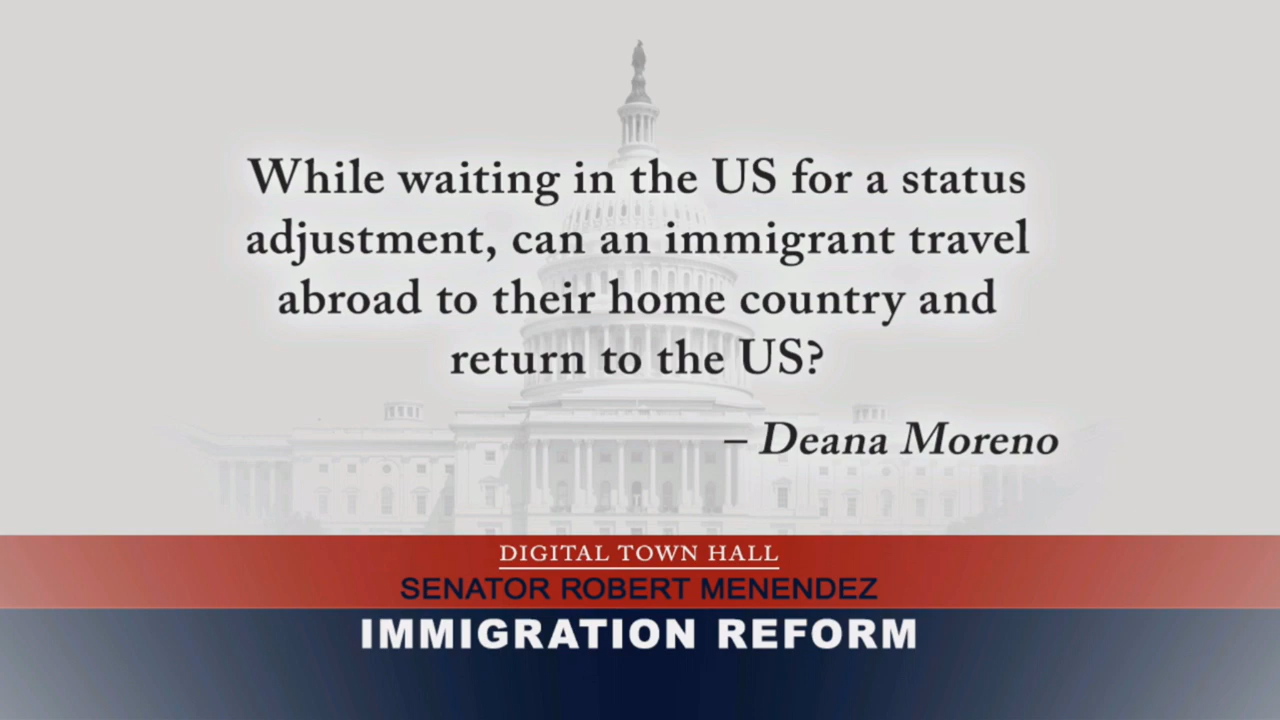 While waiting in the US for a status
adjustment, can an immigrant travel
abroad to their home country and
return to the US?
– Deana Moreno
DIGITAL TOWN HALL
SENATOR ROBERT MENENDEZ
IMMIGRATION REFORM